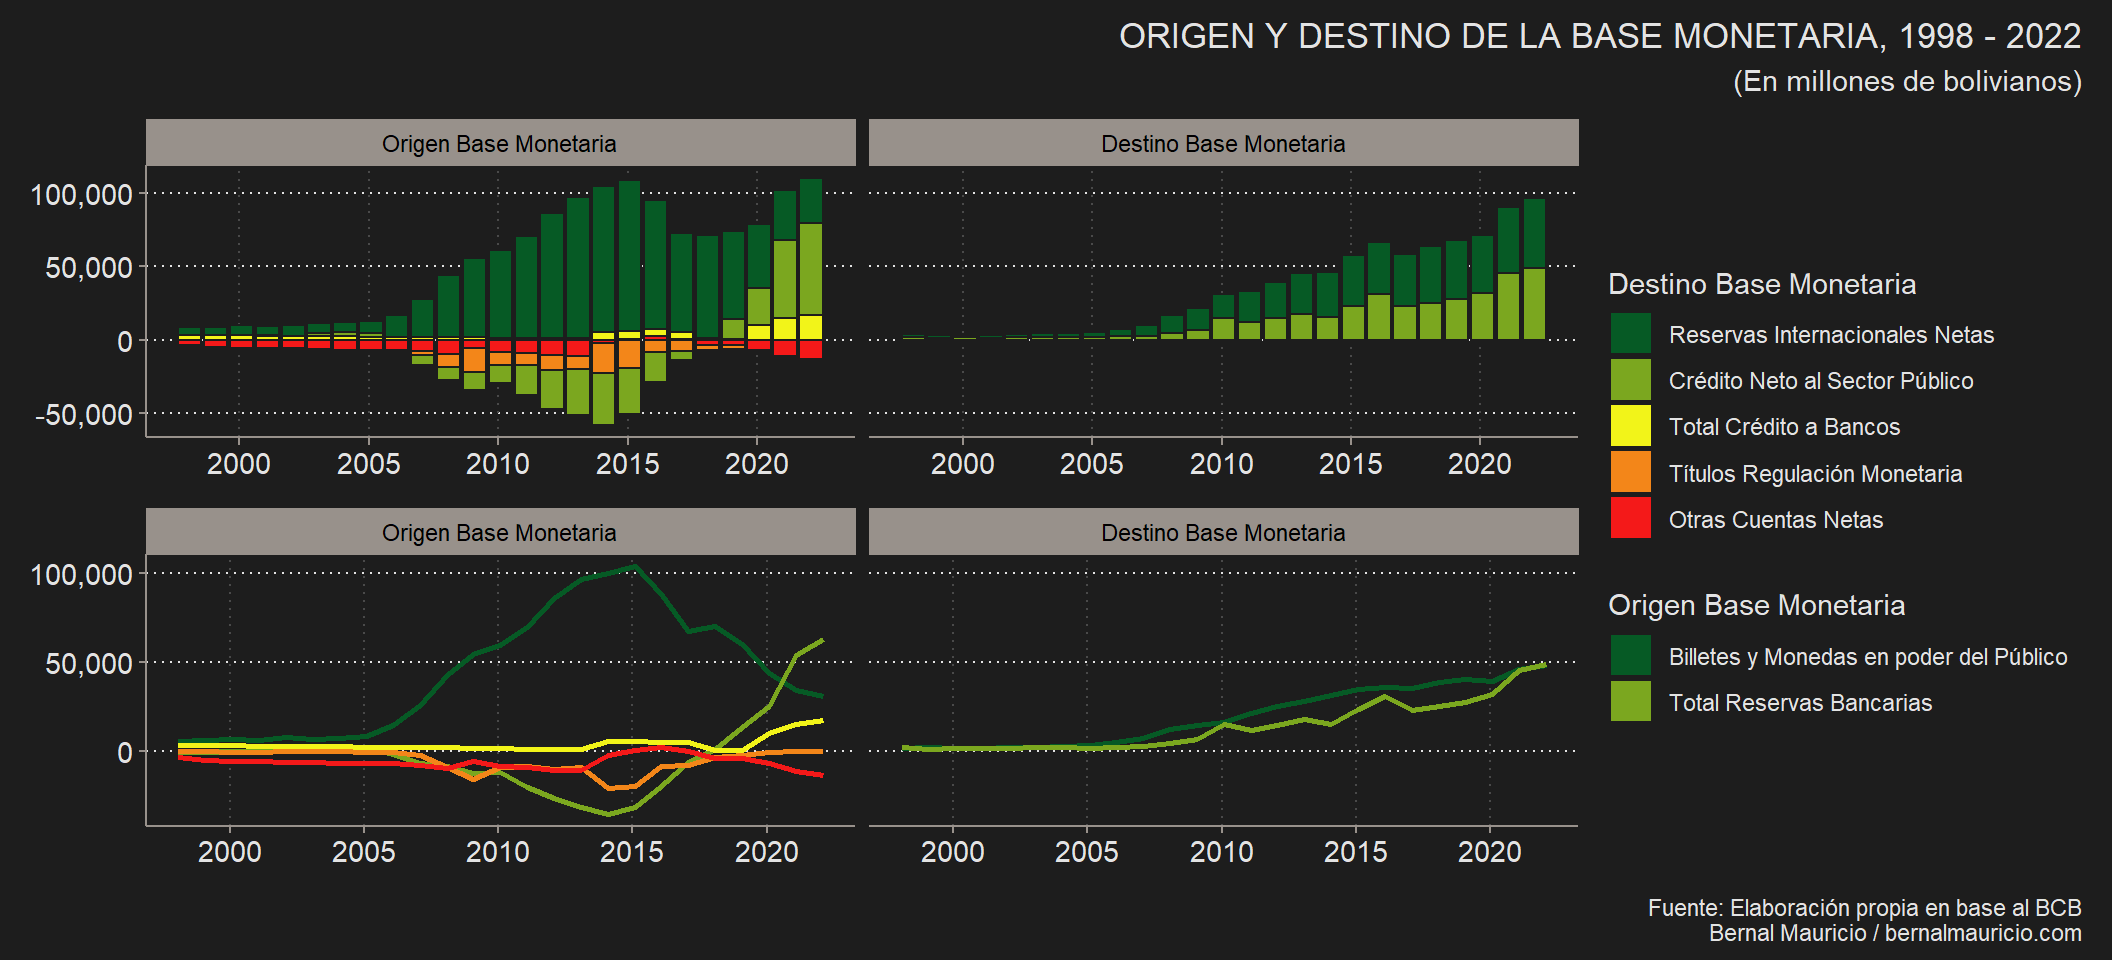 ORIGEN Y DESTINO DE LA BASE MONETARIA, 1998 - 2022
(En millones de bolivianos)
Origen Base Monetaria
Destino Base Monetaria
100,000
50,000
0
-50,000
2000 2005 2010 2015 2020
2000 2005 2010 2015 2020
Origen Base Monetaria
Destino Base Monetaria
100,000
50,000
0
2000 2005 2010 2015 2020
2000 2005 2010 2015 2020
Destino Base Monetaria
Reservas Internacionales Netas
Crédito Neto al Sector Público
Total Crédito a Bancos
Títulos Regulación Monetaria
Otras Cuentas Netas
Origen Base Monetaria
Billetes y Monedas en poder del Público
Total Reservas Bancarias
Fuente: Elaboración propia en base al BCB
Bernal Mauricio / bernalmauricio.com